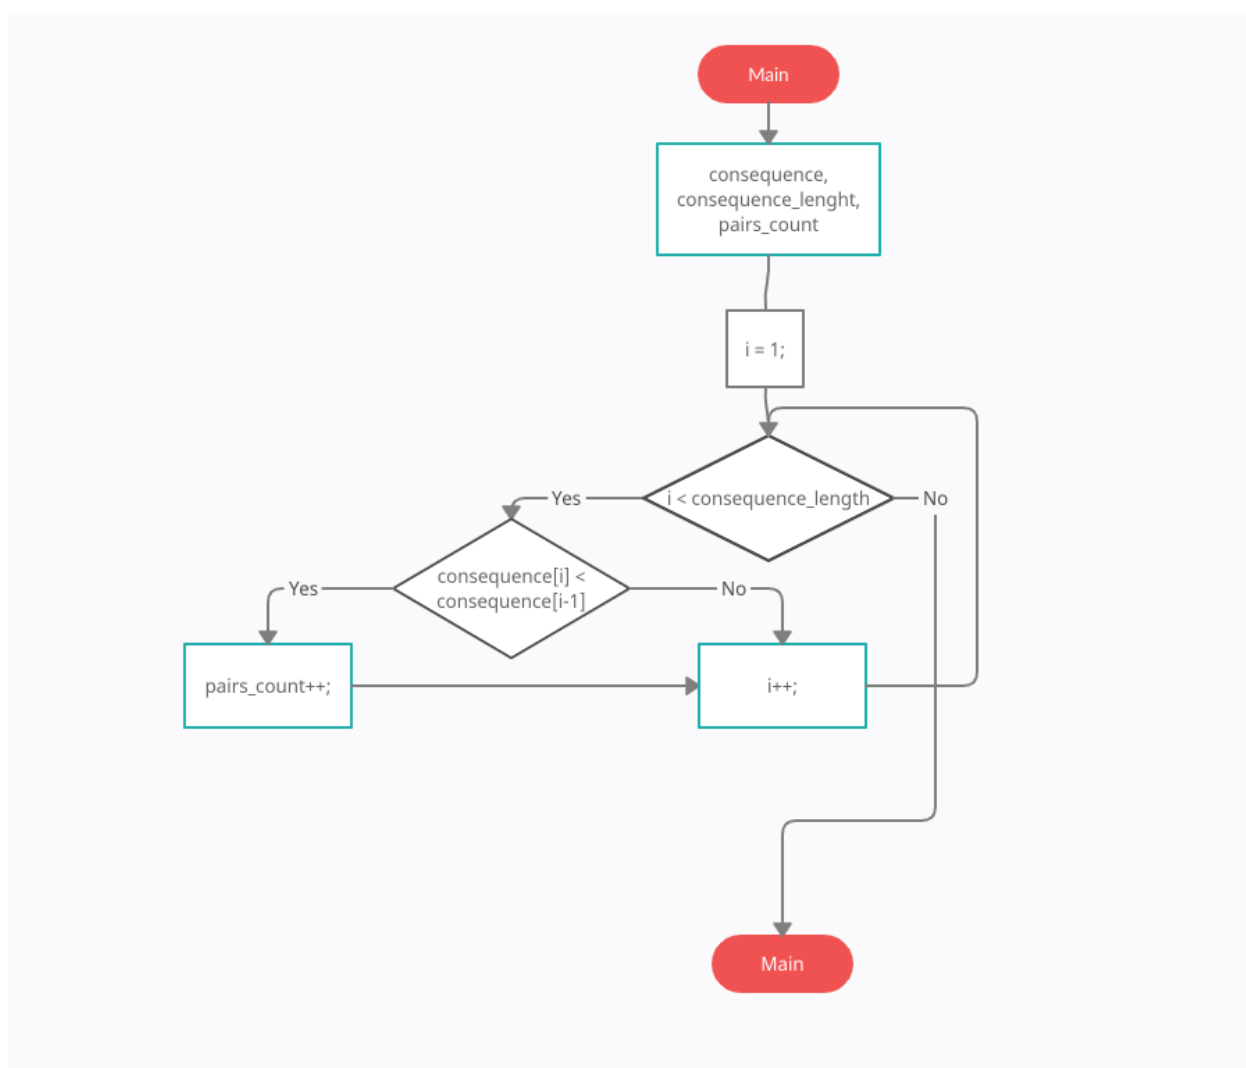 Main
consequence,
consequence_lenght,
pairs_count
i = 1;
i < consequence_length
Yes
No
consequence[i] <
consequence[i-1]
Yes
No
pairs_count++;
i++;
Main